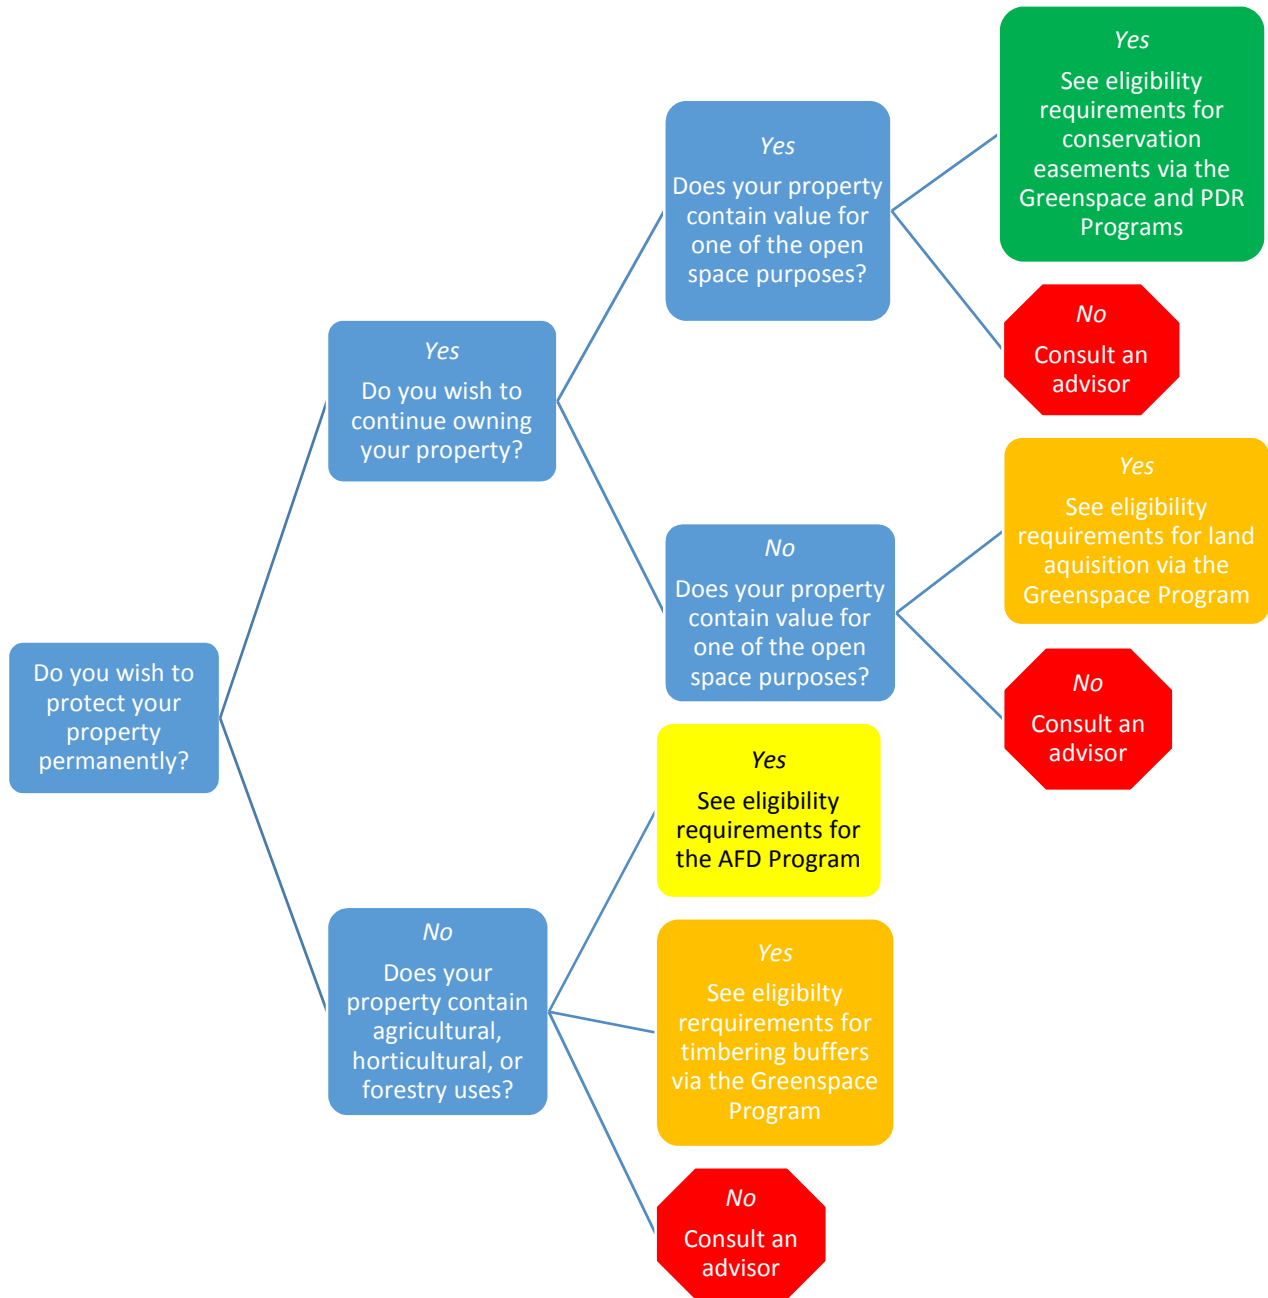 Do you wish to
protect your
property
permanently?
Yes
Do you wish to
continue owning
your property?
Yes
Does your property
contain value for
one of the open
space purposes?
Yes
See eligibility
requirements for
conservation
easements via the
Greenspace and PDR
Programs
No
Consult an
advisor
No
Does your property
contain value for
one of the open
space purposes?
Yes
See eligibility
requirements for land
aquisition via the
Greenspace Program
No
Consult an
advisor
No
Does your
property contain
agricultural,
horticultural, or
forestry uses?
Yes
See eligibility
requirements for
the AFD Program
Yes
See eligibilty
rerquirements for
timbering buffers
via the Greenspace
Program
No
Consult an
advisor